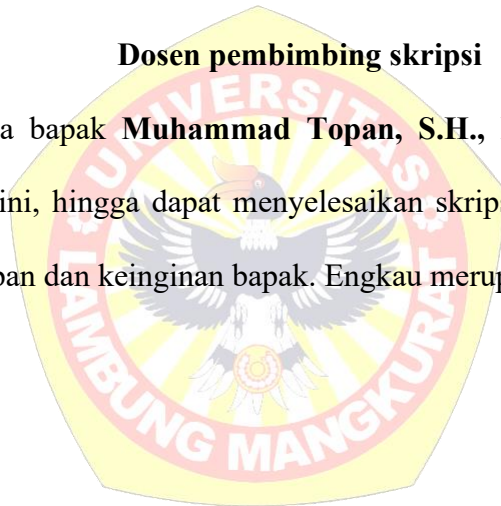 Dosen pembimbing skripsi
a bapak Muhammad Topan, S.H.,
ini, hingga dapat menyelesaikan skrips
pan dan keinginan bapak. Engkau merup
UNIVERSITAS
LAMBUNG MANGKURAT